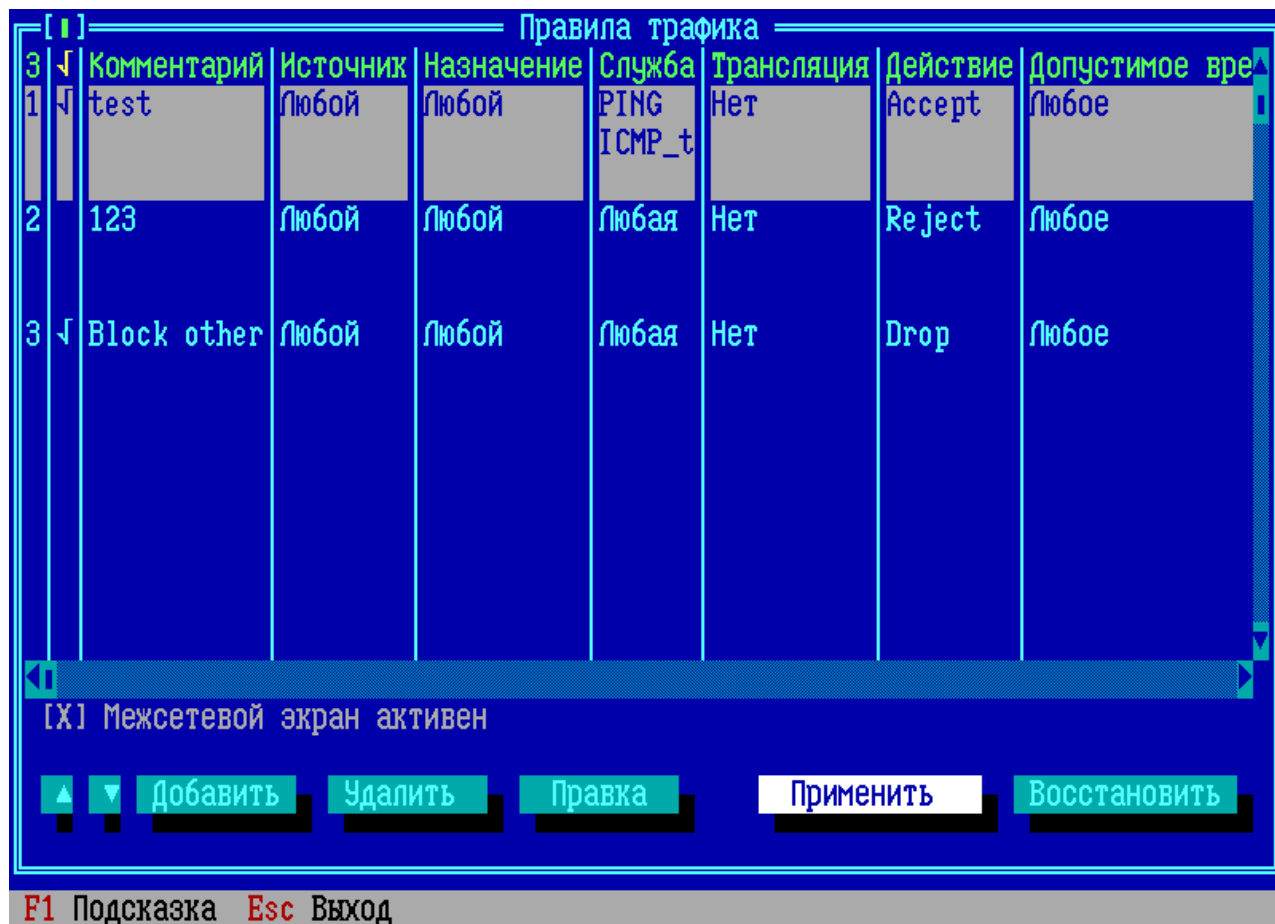 [▮] Правила трафика
3 √ Комментарий Источник Назначение Служба Трансляция Действие Допустимое вре
1 √ test Любой Любой PING Нет Accept Любое
ICMP_t
2 123 Любой Любой Любая Нет Reject Любое
3 √ Block other Любой Любой Любая Нет Drop Любое
[X] Межсетевой экран активен
▲ ▼ Добавить Удалить Правка Применить Восстановить
F1 Подсказка Esc Выход